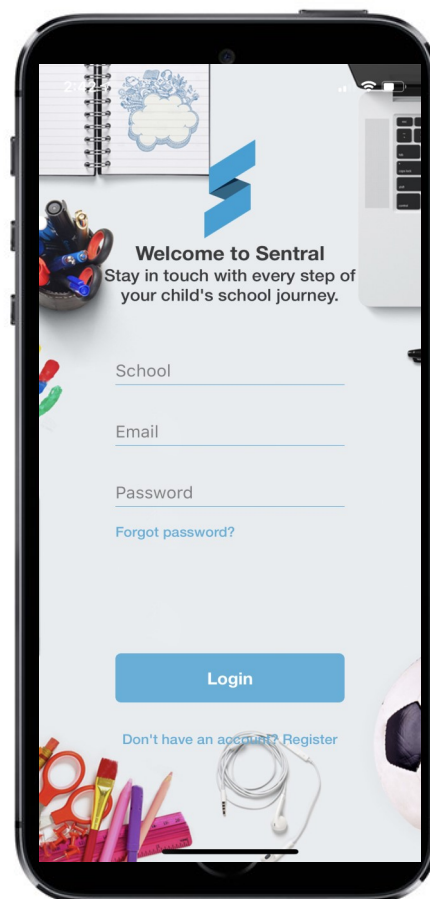 Welcome to Sentral
Stay in touch with every step of
your child's school journey.
School
Email
Password
Forgot password?
Login
Don't have an account? Register